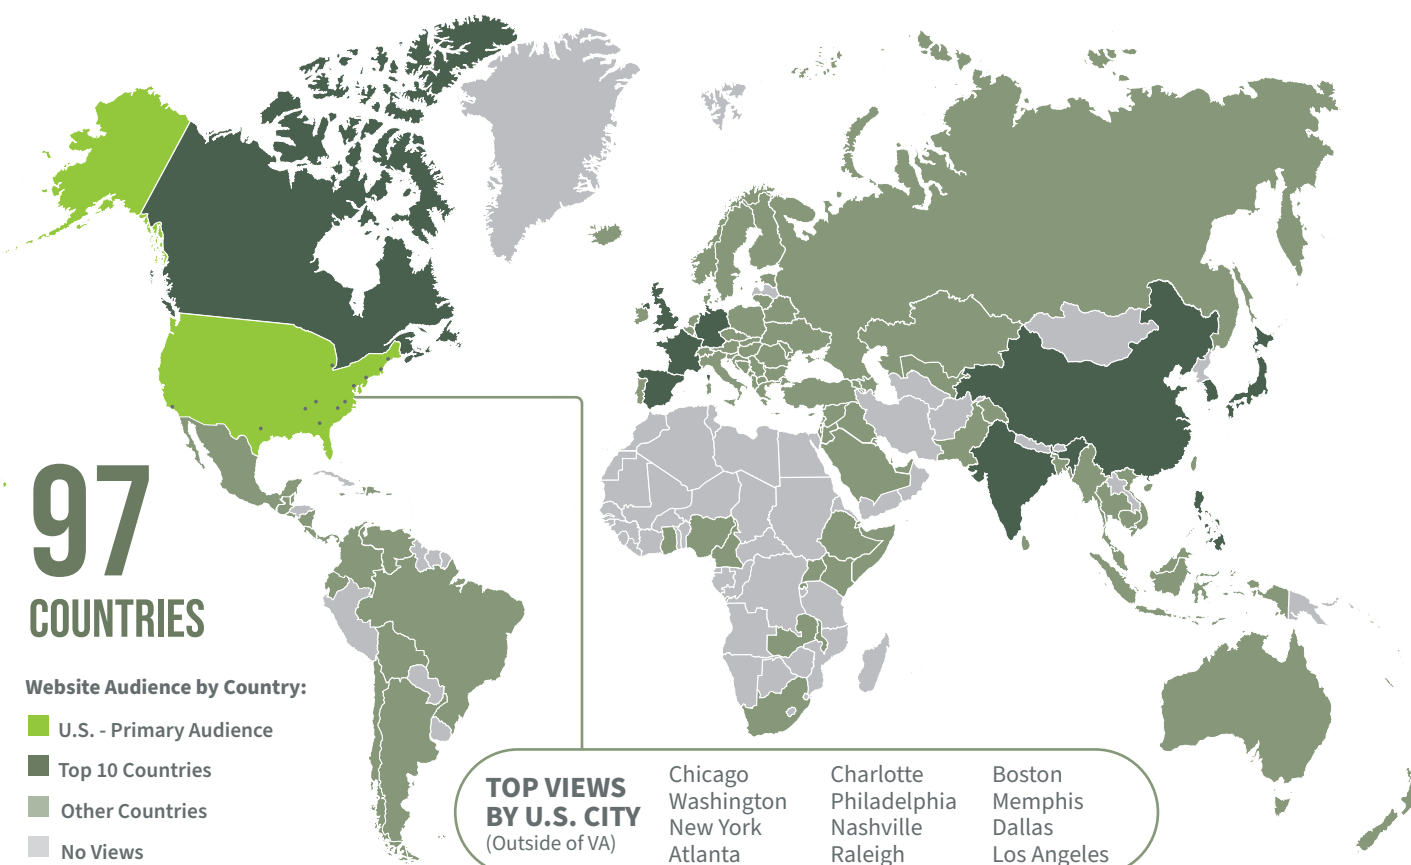 97
COUNTRIES
Website Audience by Country:
U.S. - Primary Audience
Top 10 Countries
Other Countries
No Views
TOP VIEWS
BY U.S. CITY
(Outside of VA)
Chicago
Washington
New York
Atlanta
Charlotte
Philadelphia
Nashville
Raleigh
Boston
Memphis
Dallas
Los Angeles